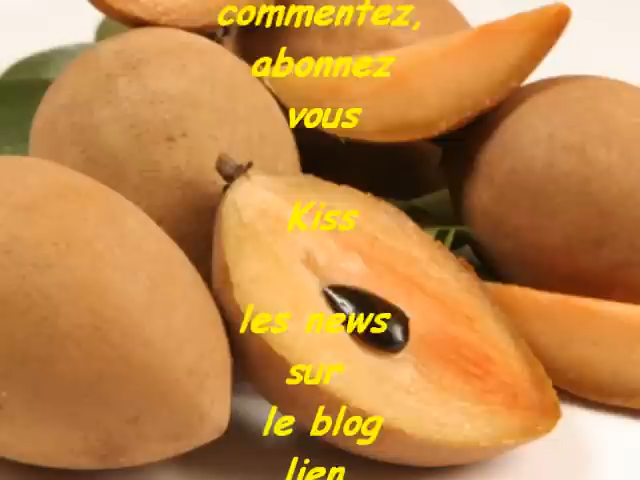 commentez,
abonnez
vous
Kiss
les news
sur
le blog
lien